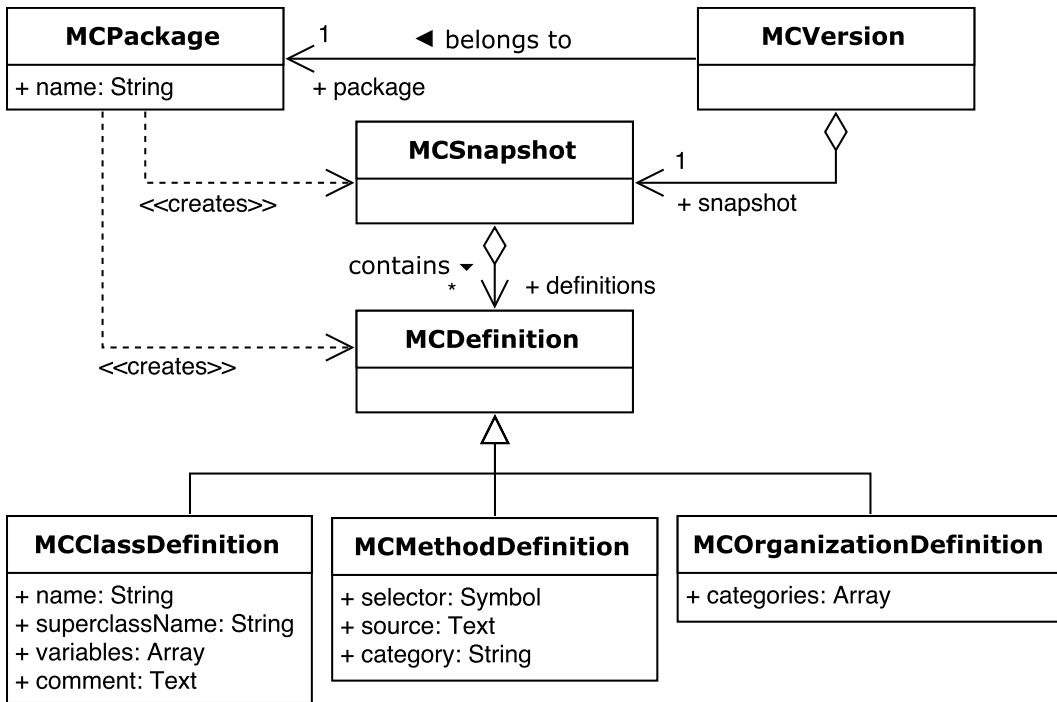 MCPackage
+ name: String
1
◄ belongs to
+ package
MCVersion
MCSnapshot
1
+ snapshot
<<creates>>
contains
*
+ definitions
MCDefinition
<<creates>>
MCClassDefinition
+ name: String
+ superclassName: String
+ variables: Array
+ comment: Text
MCMethodDefinition
+ selector: Symbol
+ source: Text
+ category: String
MCOrganizationDefinition
+ categories: Array